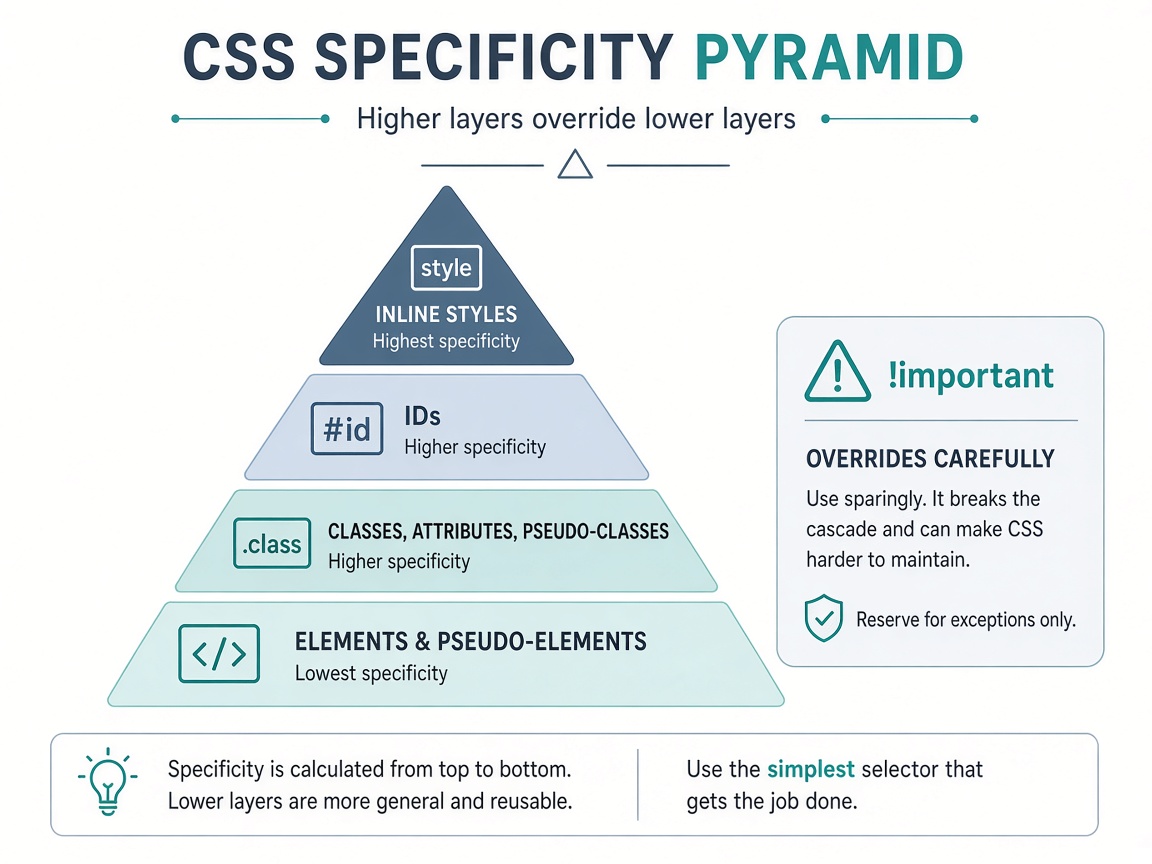 CSS SPECIFICITY PYRAMID
Higher layers override lower layers
style
INLINE STYLES
Highest specificity
#id
IDs
Higher specificity
.class
CLASSES, ATTRIBUTES, PSEUDO-CLASSES
Higher specificity
</>
ELEMENTS & PSEUDO-ELEMENTS
Lowest specificity
!important
OVERRIDES CAREFULLY
Use sparingly. It breaks the
cascade and can make CSS
harder to maintain.
Reserve for exceptions only.
Specificity is calculated from top to bottom.
Lower layers are more general and reusable.
Use the simplest selector that
gets the job done.